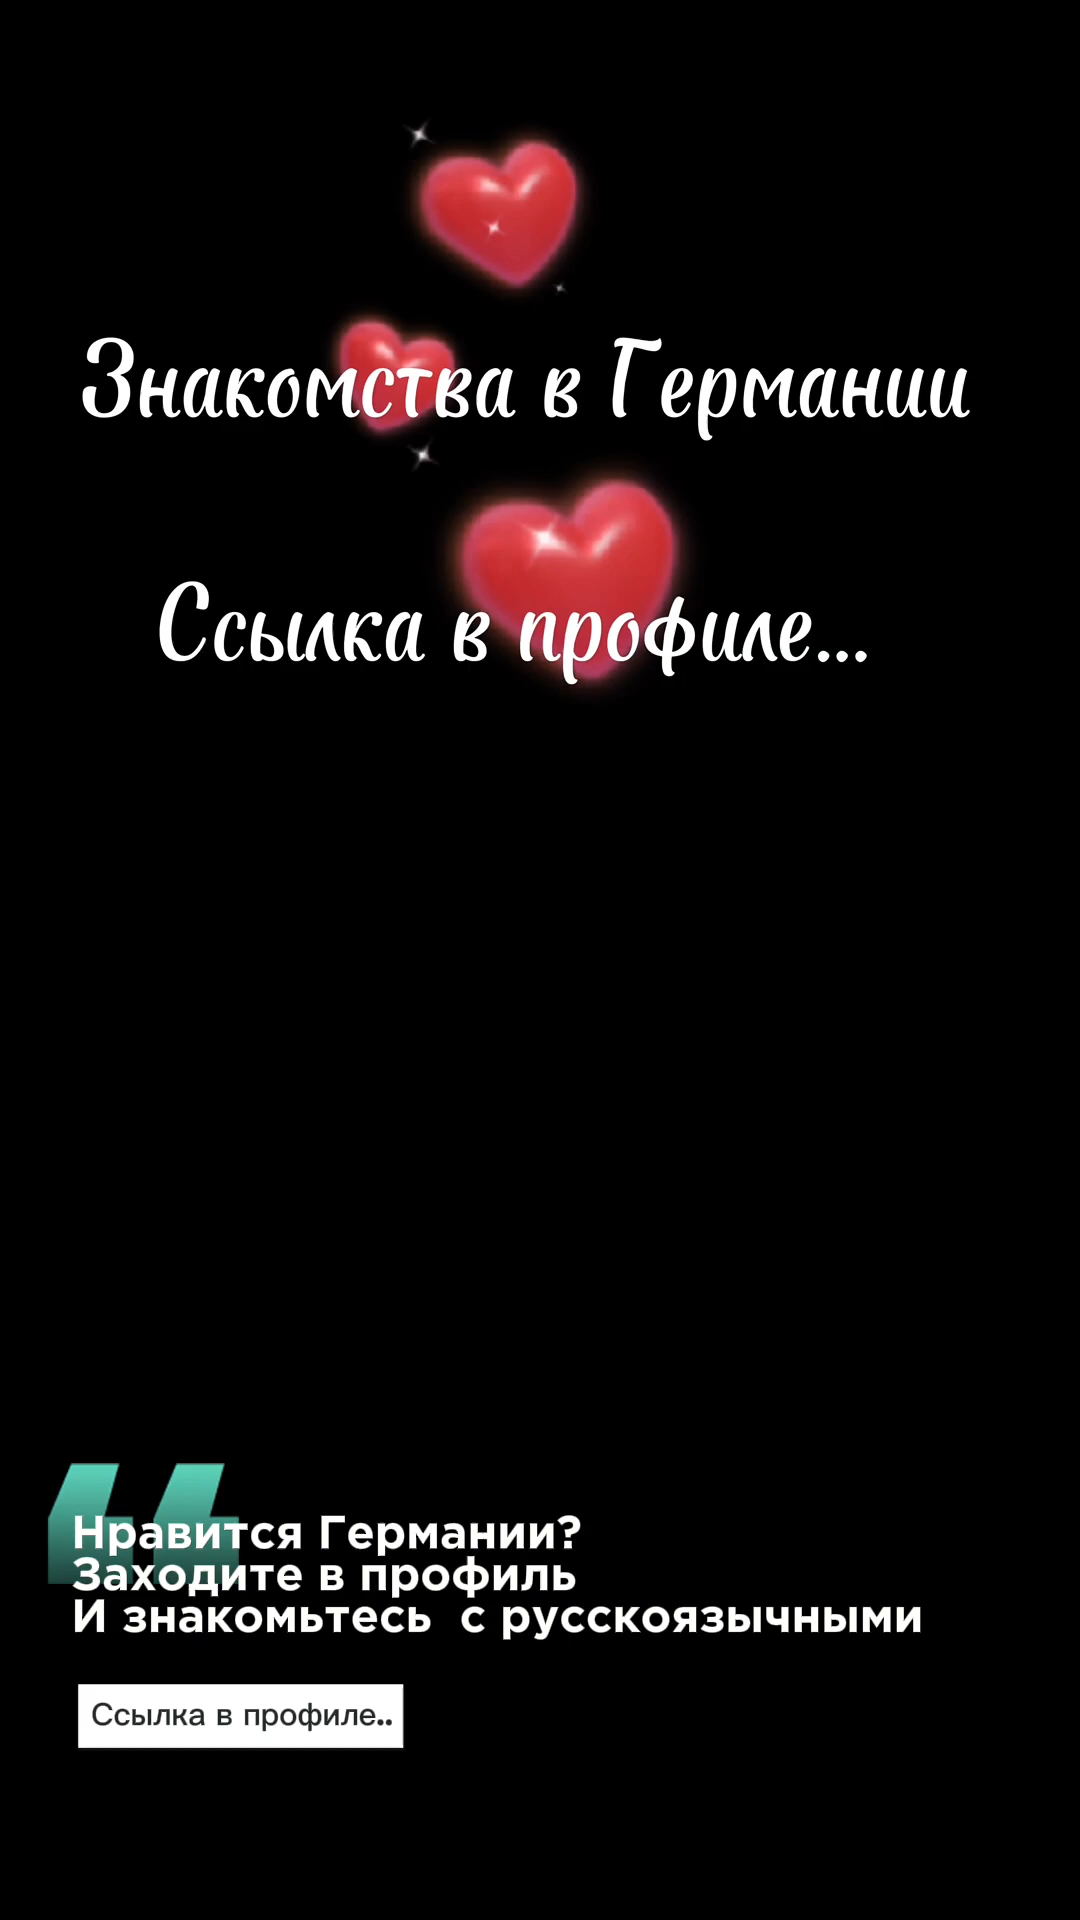 Знакомства в Германии
Ссылка в профиле...
Нравится Германии?
Заходите в профиль
И знакомьтесь с русскоязычными
Ссылка в профиле..